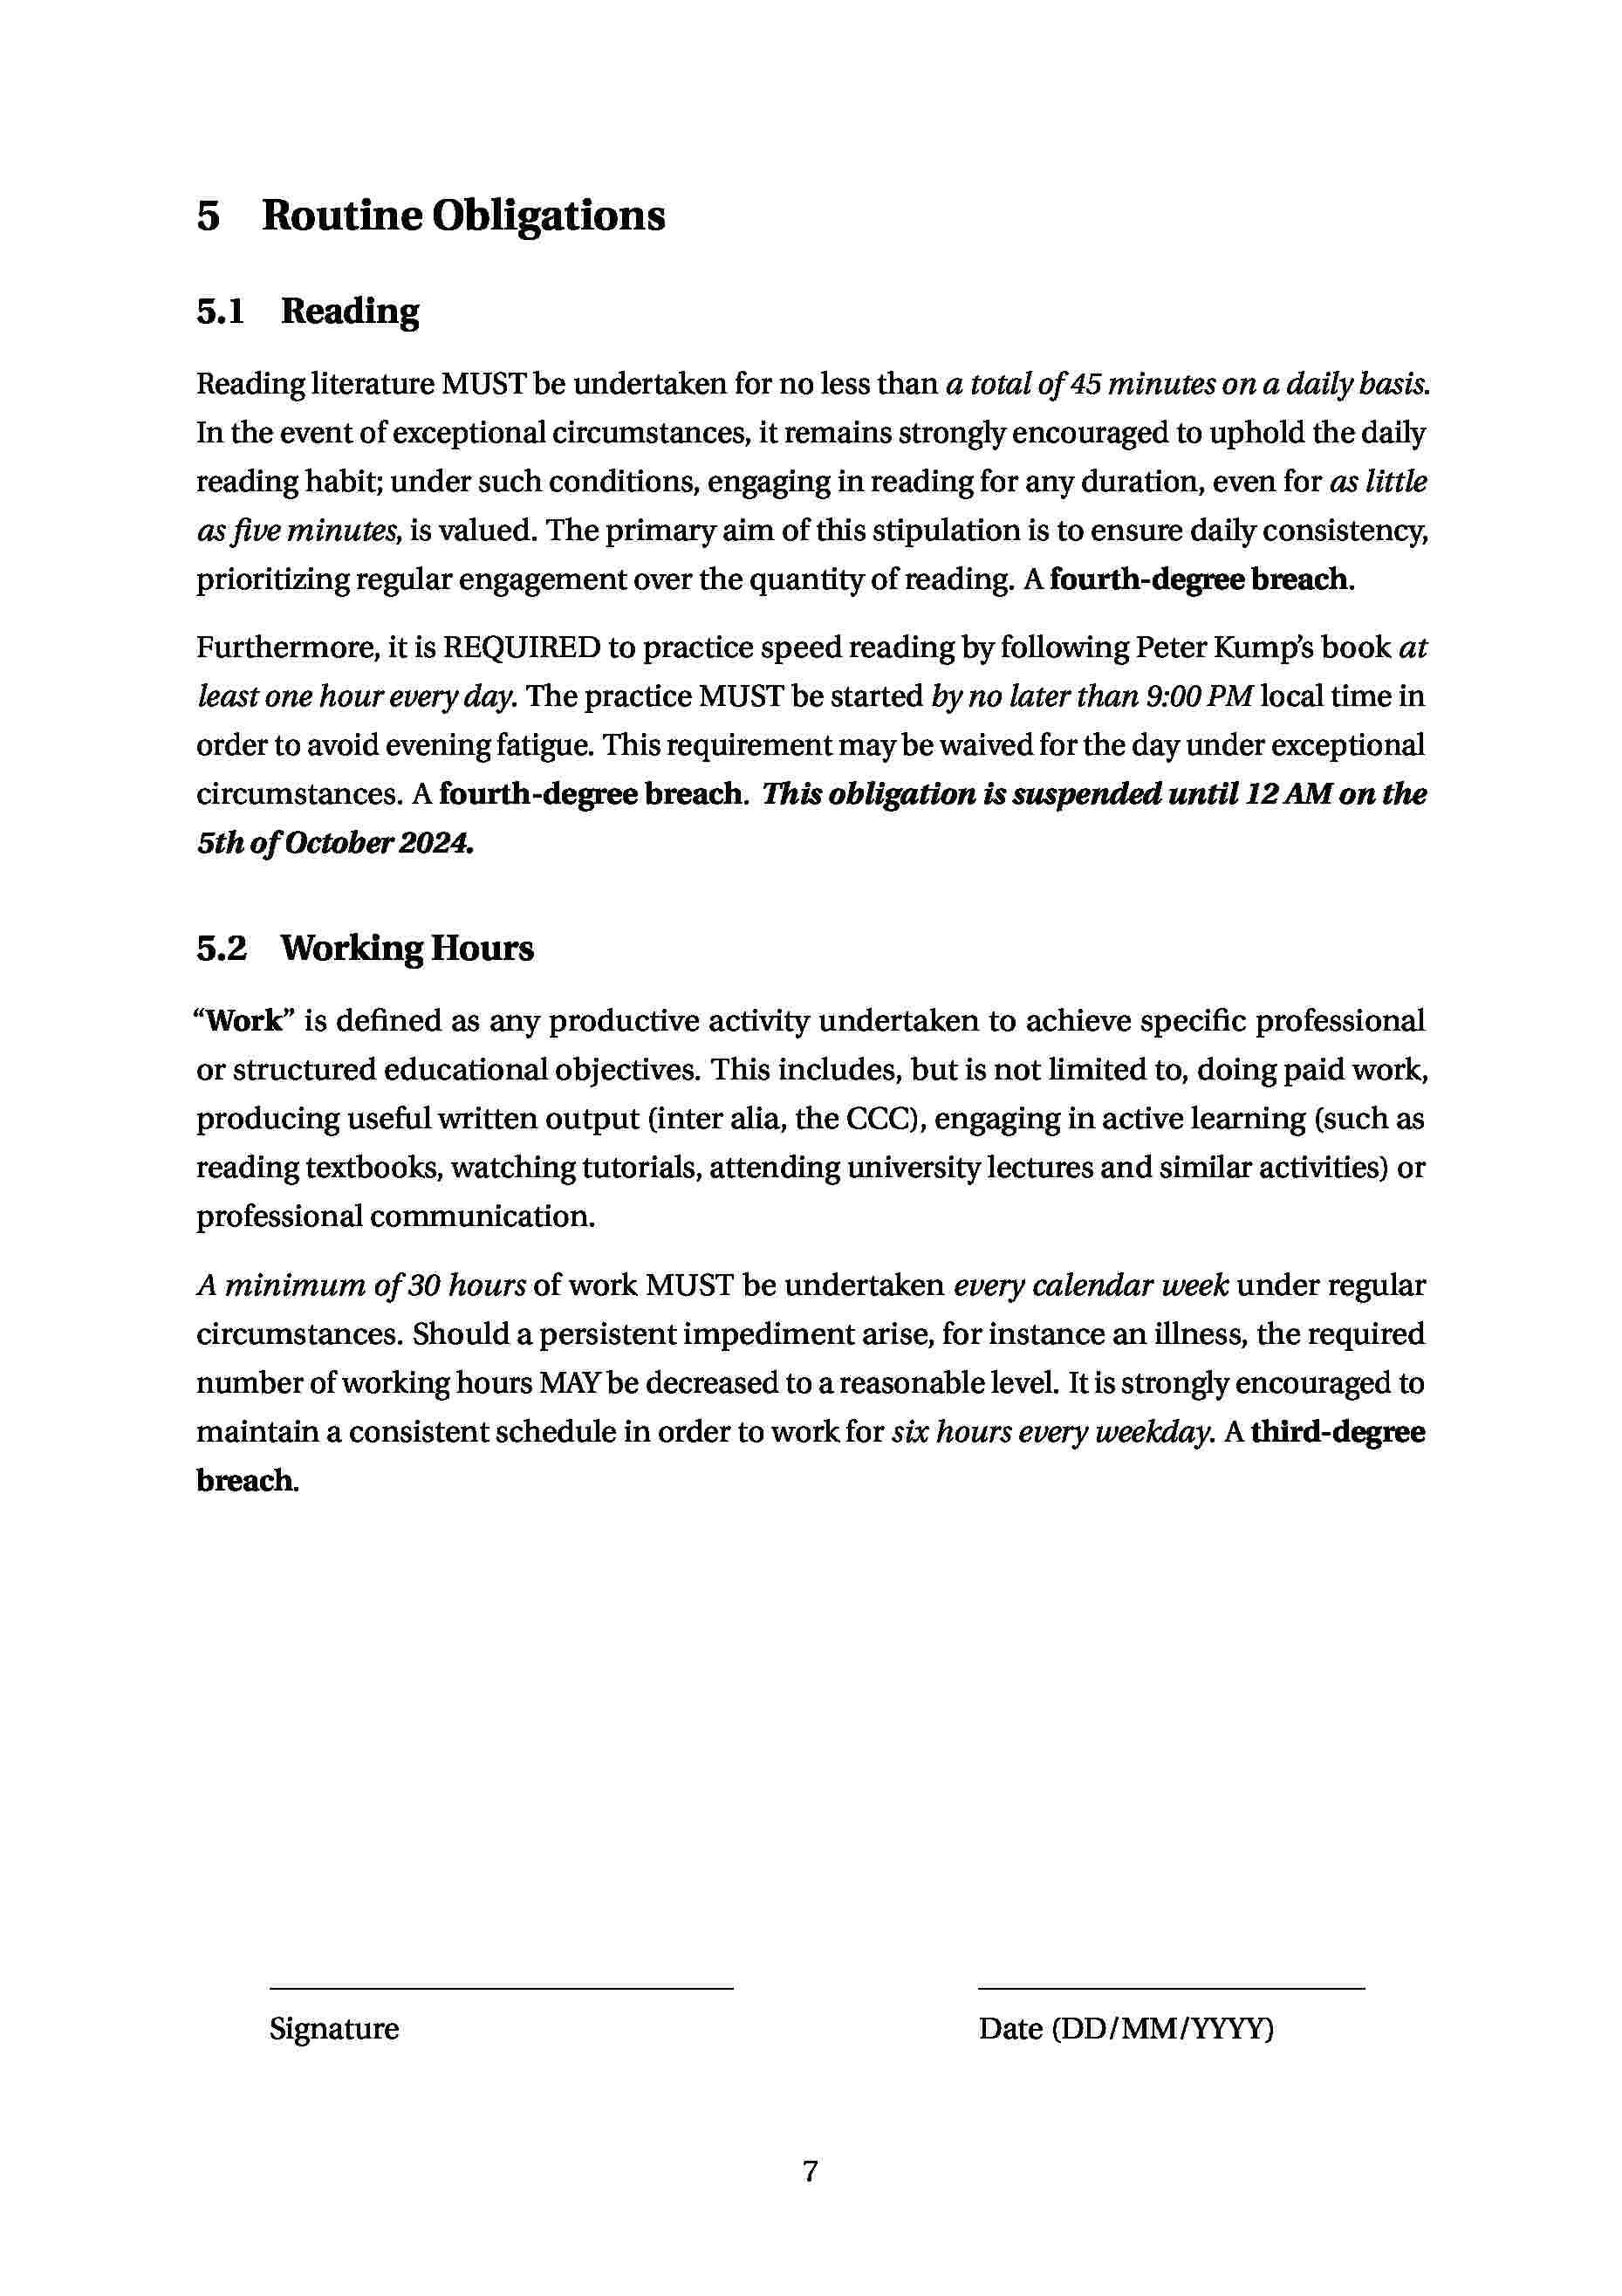 5 Routine Obligations
5.1 Reading
Reading literature MUST be undertaken for no less than a total of 45 minutes on a daily basis.
In the event of exceptional circumstances, it remains strongly encouraged to uphold the daily
reading habit; under such conditions, engaging in reading for any duration, even for as little
as five minutes, is valued. The primary aim of this stipulation is to ensure daily consistency,
prioritizing regular engagement over the quantity of reading. A fourth-degree breach.
Furthermore, it is REQUIRED to practice speed reading by following Peter Kump’s book at
least one hour every day. The practice MUST be started by no later than 9:00 PM local time in
order to avoid evening fatigue. This requirement may be waived for the day under exceptional
circumstances. A fourth-degree breach. This obligation is suspended until 12 AM on the
5th of October 2024.
5.2 Working Hours
“Work” is defined as any productive activity undertaken to achieve specific professional
or structured educational objectives. This includes, but is not limited to, doing paid work,
producing useful written output (inter alia, the CCC), engaging in active learning (such as
reading textbooks, watching tutorials, attending university lectures and similar activities) or
professional communication.
A minimum of 30 hours of work MUST be undertaken every calendar week under regular
circumstances. Should a persistent impediment arise, for instance an illness, the required
number of working hours MAY be decreased to a reasonable level. It is strongly encouraged to
maintain a consistent schedule in order to work for six hours every weekday. A third-degree
breach.
Signature Date (DD/MM/YYYY)
7